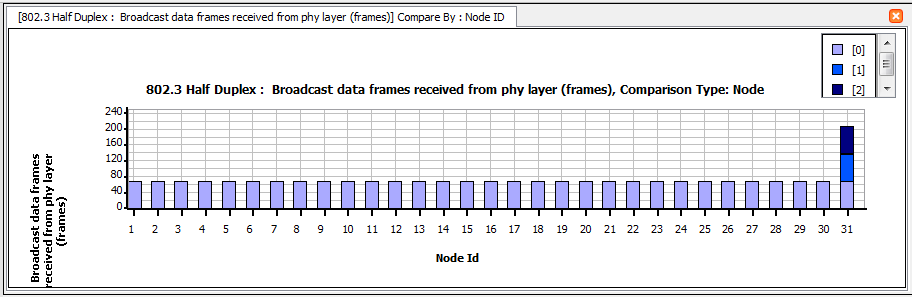 [802.3 Half Duplex :  Broadcast data frames received from phy layer (frames)] Compare By : Node ID
[0]
[1]
[2]
802.3 Half Duplex :  Broadcast data frames received from phy layer (frames), Comparison Type: Node
Broadcast data frames
received from phy layer
(frames)
240
200
160
120
80
40
0
1 2 3 4 5 6 7 8 9 10 11 12 13 14 15 16 17 18 19 20 21 22 23 24 25 26 27 28 29 30 31
Node Id